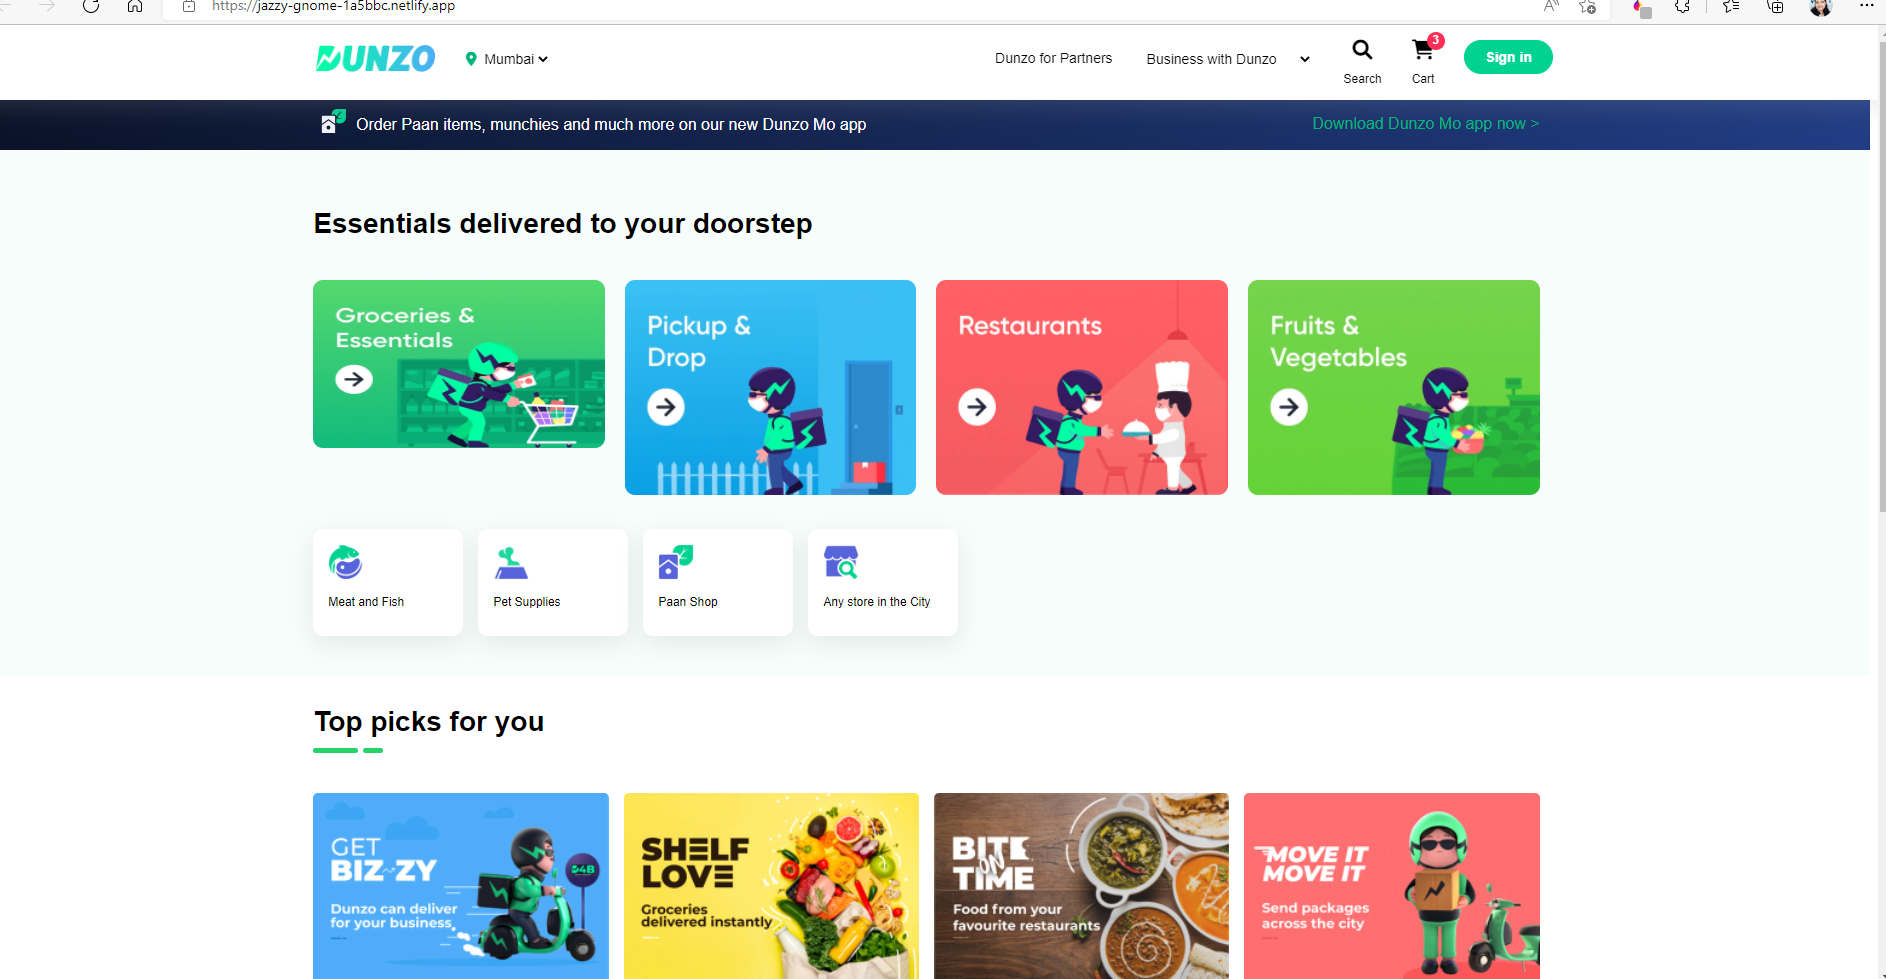 https://jazzy-gnome-1a5bbc.netlify.app
DUNZO
Mumbai
Dunzo for Partners
Business with Dunzo
Search
3
Cart
Sign in
Order Paan items, munchies and much more on our new Dunzo Mo app
Download Dunzo Mo app now >
Essentials delivered to your doorstep
Groceries &
Essentials
Pickup &
Drop
Restaurants
Fruits &
Vegetables
Meat and Fish
Pet Supplies
Paan Shop
Any store in the City
Top picks for you
GET
BIZ-ZY
Dunzo can deliver
for your business.
D4B
SHELF
LOVE
Groceries
delivered instantly
BITE
ON
TIME
Food from your
favourite restaurants
MOVE IT
MOVE IT
Send packages
across the city